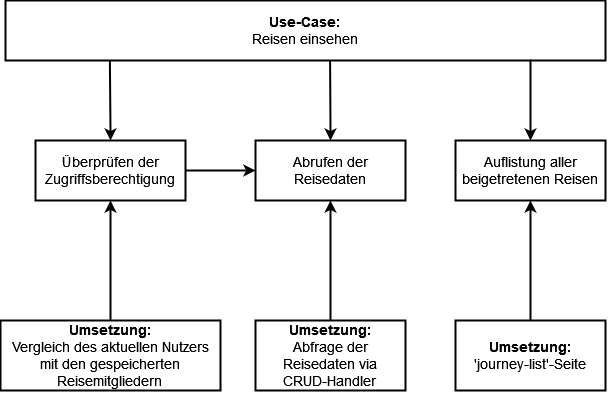 Use-Case:
Reisen einsehen
Überprüfen der
Zugriffsberechtigung
Abrufen der
Reisedaten
Auflistung aller
beigetretenen Reisen
Umsetzung:
Vergleich des aktuellen Nutzers
mit den gespeicherten
Reisemitgliedern
Umsetzung:
Abfrage der
Reisedaten via
CRUD-Handler
Umsetzung:
'journey-list'-Seite